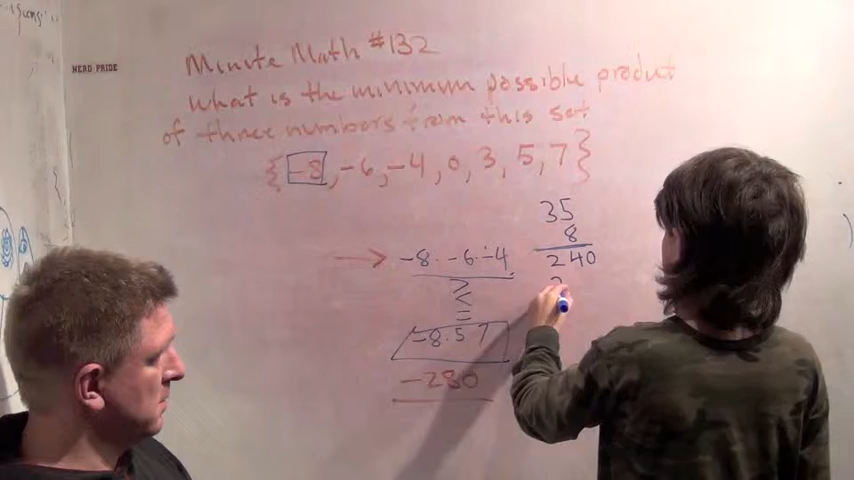 NERD PRIDE
Minute Math #132
What is the minimum possible product
of three numbers from this set
{-8, -6, -4, 0, 3, 5, 7}
35
8
240
→ -8 · -6 · -4
>
<
=
-8·5 7
-280